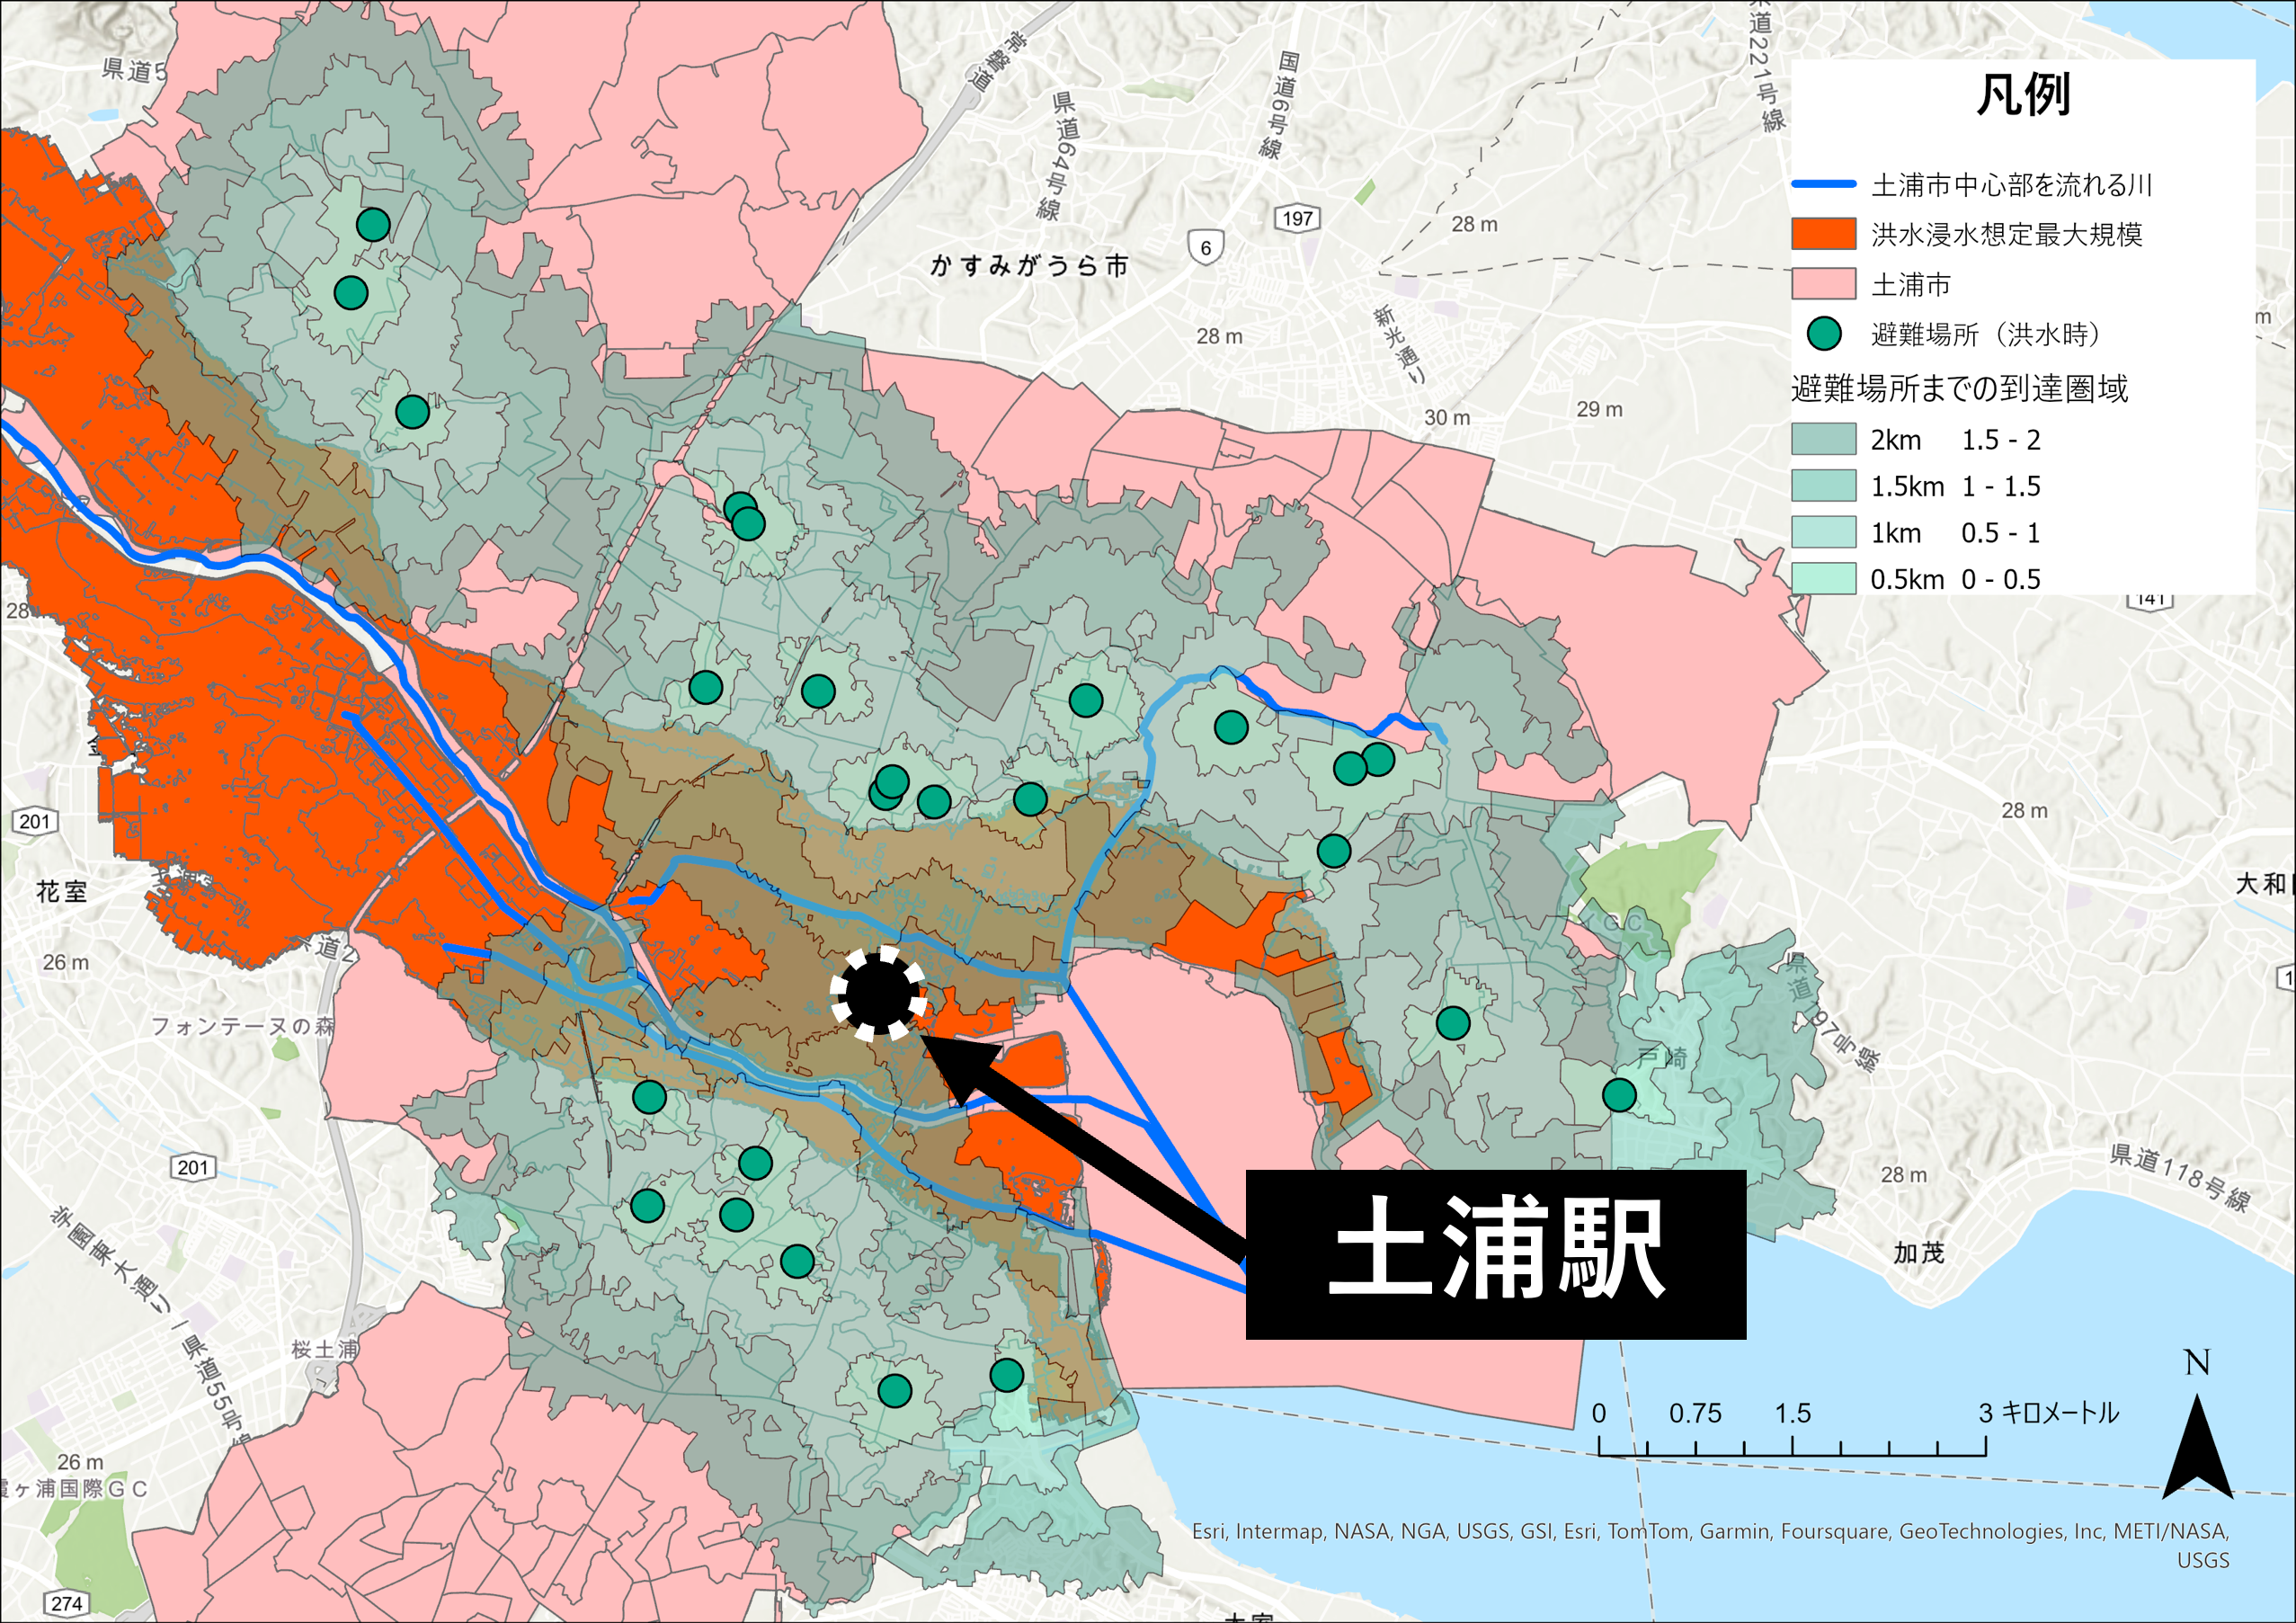 県道5
常磐道
県道64号線
国道6号線
県道221号線
197
6
28 m
かすみがうら市
新光通り
28 m
30 m
29 m
凡例
土浦市中心部を流れる川
洪水浸水想定最大規模
土浦市
避難場所（洪水時）
避難場所までの到達圏域
2km 1.5 - 2
1.5km 1 - 1.5
1km 0.5 - 1
0.5km 0 - 0.5
141
28
201
花室
28 m
大和
26 m
道2
フォンテーヌの森
GC
戸崎
県道197号線
201
県道118号線
28 m
加茂
土浦駅
学園東大通り
県道55号線
桜土浦
26 m
霞ヶ浦国際GC
274
N
0 0.75 1.5 3 キロメートル
Esri, Intermap, NASA, NGA, USGS, GSI, Esri, TomTom, Garmin, Foursquare, GeoTechnologies, Inc, METI/NASA,
USGS